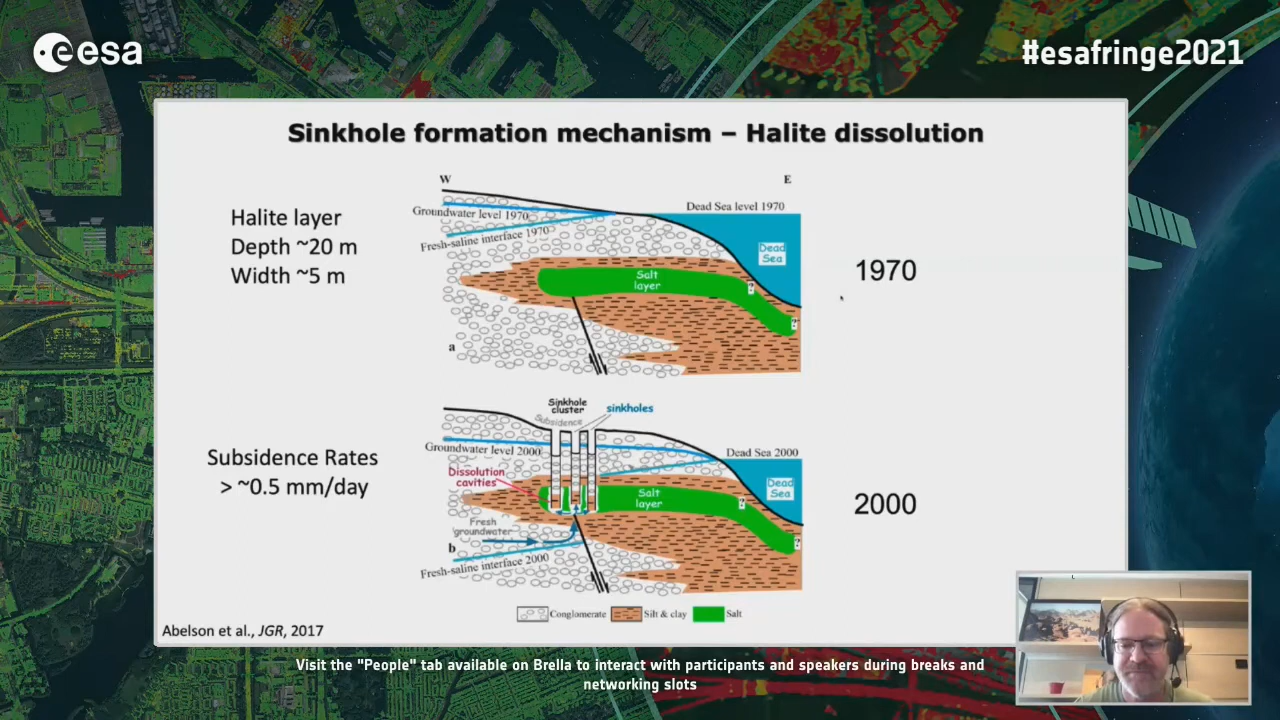 esa
#esafringe2021
Sinkhole formation mechanism – Halite dissolution
Halite layer
Depth ~20 m
Width ~5 m
W
E
Groundwater level 1970
Dead Sea level 1970
Fresh-saline interface 1970
Dead
Sea
Salt
layer
?
?
a
1970
Subsidence Rates
> ~0.5 mm/day
Sinkhole
cluster
sinkholes
Subsidence
Groundwater level 2000
Dead Sea 2000
Dissolution
cavities
Dead
Sea
Salt
layer
?
?
Fresh
groundwater
b
Fresh-saline interface 2000
2000
Conglomerate
Silt & clay
Salt
Abelson et al., JGR, 2017
Visit the "People" tab available on Brella to interact with participants and speakers during breaks and
networking slots